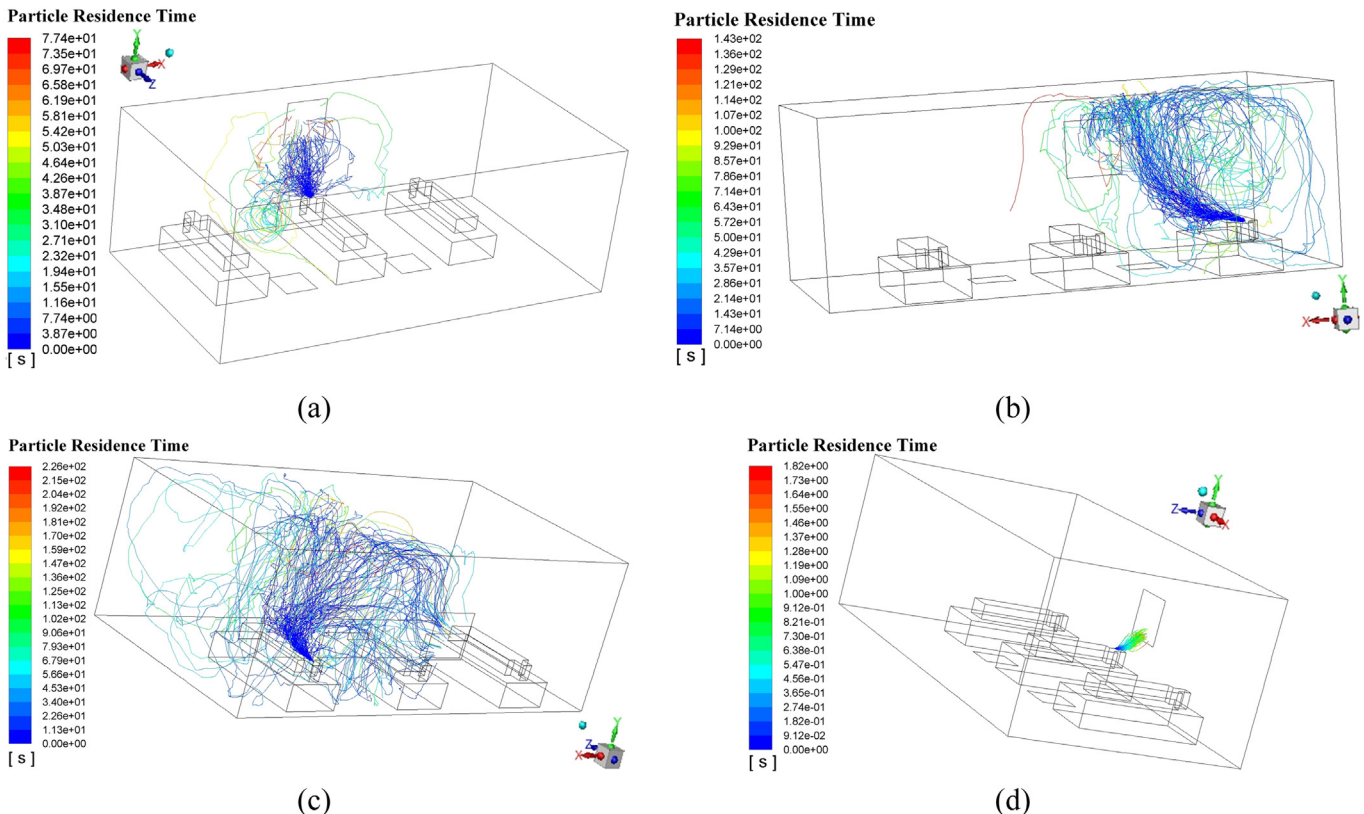 Particle Residence Time
7.74e+01
7.35e+01
6.97e+01
6.58e+01
6.19e+01
5.81e+01
5.42e+01
5.03e+01
4.64e+01
4.26e+01
3.87e+01
3.48e+01
3.10e+01
2.71e+01
2.32e+01
1.94e+01
1.55e+01
1.16e+01
7.74e+00
3.87e+00
0.00e+00
[ s ]
Y
X
Z
(a)
Particle Residence Time
1.43e+02
1.36e+02
1.29e+02
1.21e+02
1.14e+02
1.07e+02
1.00e+02
9.29e+01
8.57e+01
7.86e+01
7.14e+01
6.43e+01
5.72e+01
5.00e+01
4.29e+01
3.57e+01
2.86e+01
2.14e+01
1.43e+01
7.14e+00
0.00e+00
[ s ]
Y
X
(b)
Particle Residence Time
2.26e+02
2.15e+02
2.04e+02
1.92e+02
1.81e+02
1.70e+02
1.59e+02
1.47e+02
1.36e+02
1.25e+02
1.13e+02
1.02e+02
9.06e+01
7.93e+01
6.79e+01
5.66e+01
4.53e+01
3.40e+01
2.26e+01
1.13e+01
0.00e+00
[ s ]
Y
Z
X
(c)
Particle Residence Time
1.82e+00
1.73e+00
1.64e+00
1.55e+00
1.46e+00
1.37e+00
1.28e+00
1.19e+00
1.09e+00
1.00e+00
9.12e-01
8.21e-01
7.30e-01
6.38e-01
5.47e-01
4.56e-01
3.65e-01
2.74e-01
1.82e-01
9.12e-02
0.00e+00
[ s ]
Y
Z
X
(d)